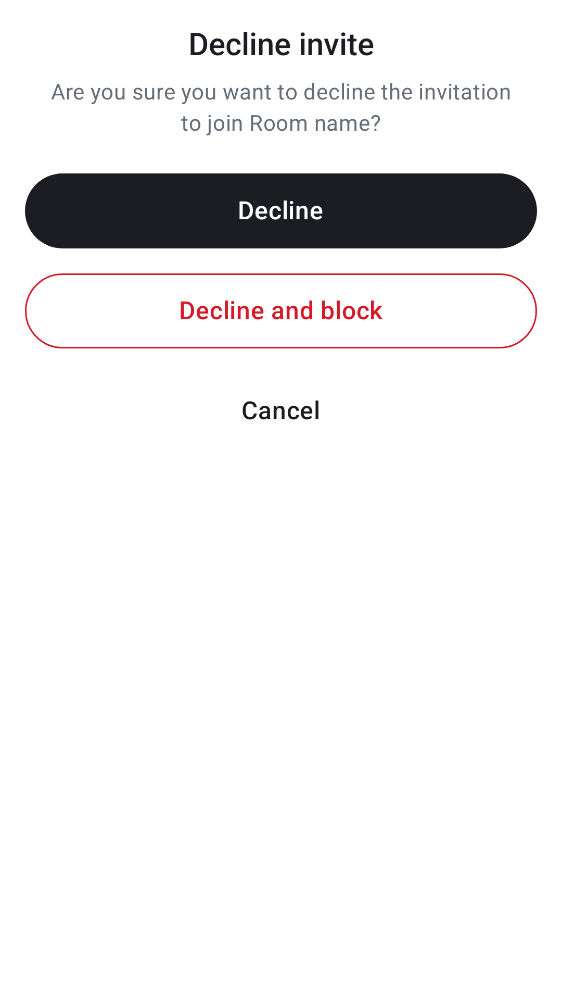 Decline invite
Are you sure you want to decline the invitation
to join Room name?
Decline
Decline and block
Cancel